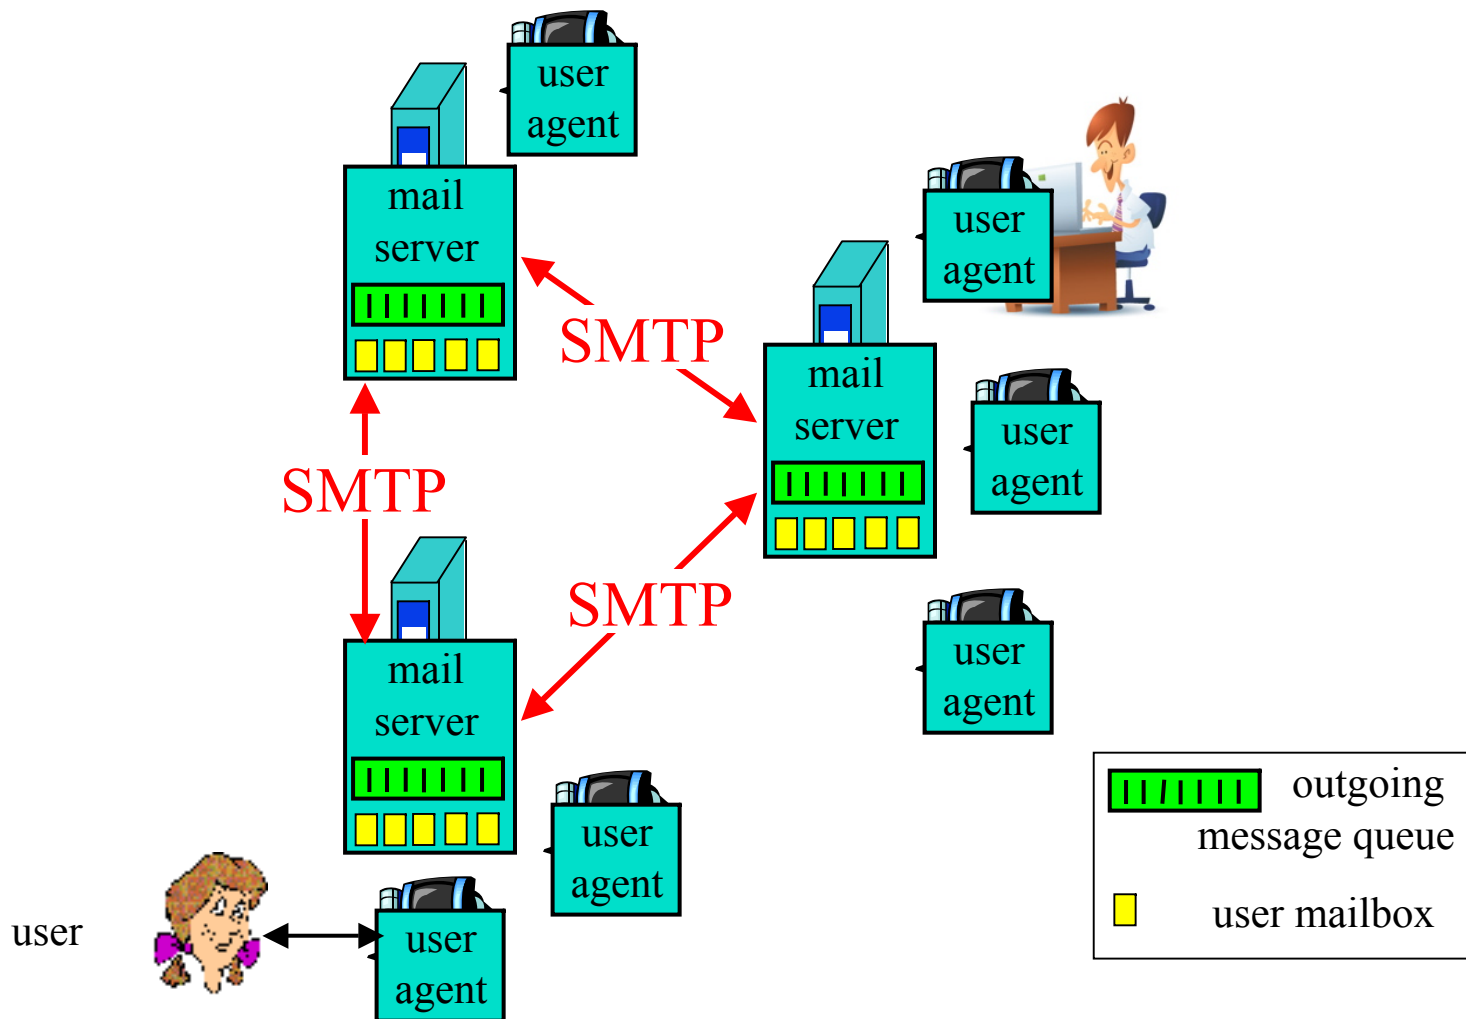 user
agent
mail
server
user
agent
SMTP
mail
server
user
agent
SMTP
SMTP
mail
server
user
agent
outgoing
message queue
user mailbox
user
agent
user
user
agent